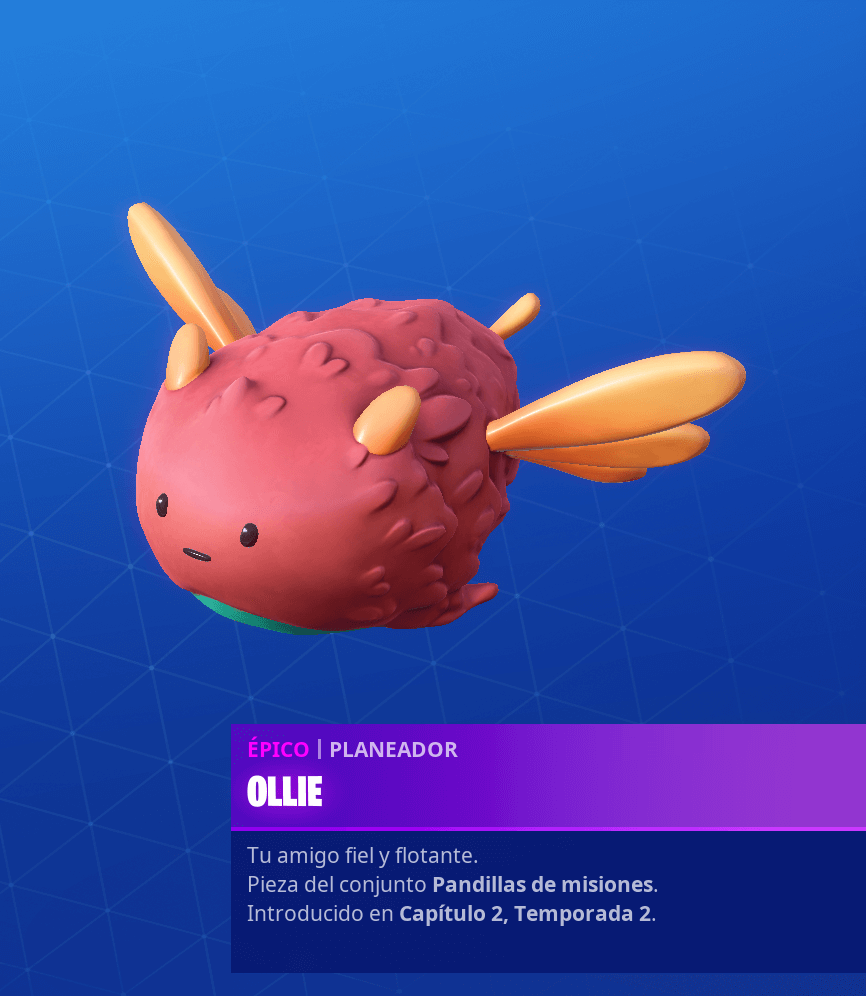 ÉPICO | PLANEADOR
OLLIE
Tu amigo fiel y flotante.
Pieza del conjunto Pandillas de misiones.
Introducido en Capítulo 2, Temporada 2.